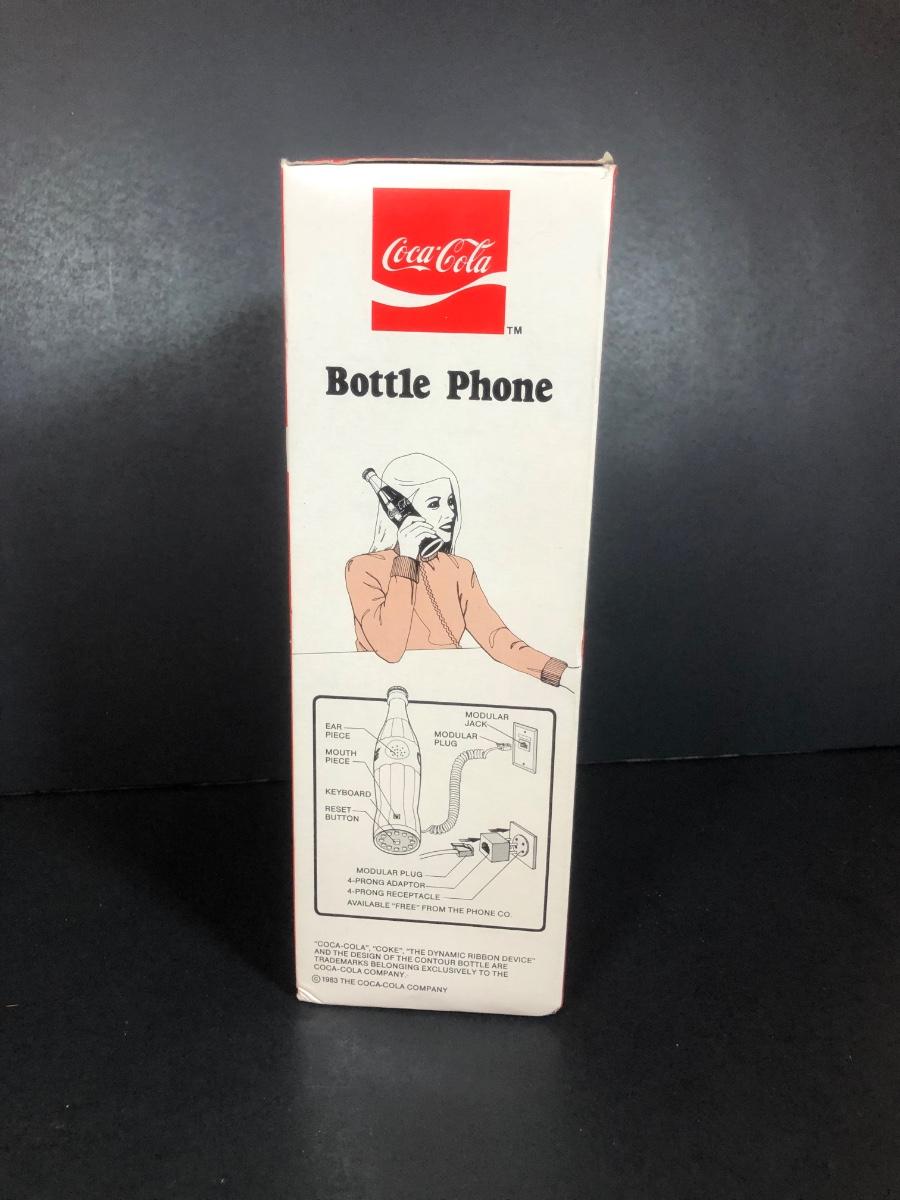 Coca-Cola
TM
Bottle Phone
EAR
PIECE
MOUTH
PIECE
KEYBOARD
RESET
BUTTON
MODULAR
JACK
MODULAR
PLUG
MODULAR PLUG
4-PRONG ADAPTOR
4-PRONG RECEPTACLE
AVAILABLE "FREE" FROM THE PHONE CO.
"COCA-COLA", "COKE", "THE DYNAMIC RIBBON DEVICE"
AND THE DESIGN OF THE CONTOUR BOTTLE ARE
TRADEMARKS BELONGING EXCLUSIVELY TO THE
COCA-COLA COMPANY.
© 1983 THE COCA-COLA COMPANY